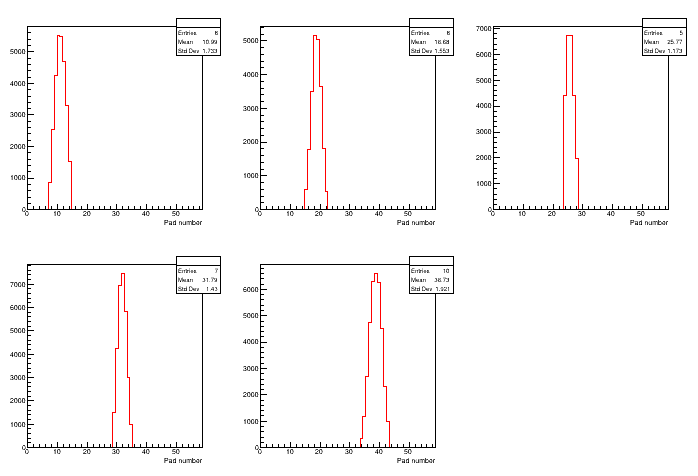 Entries 6
Mean 10.99
Std Dev 1.733
5000
4000
3000
2000
1000
0
0 10 20 30 40 50
Pad number
Entries 6
Mean 18.68
Std Dev 1.553
5000
4000
3000
2000
1000
0
0 10 20 30 40 50
Pad number
Entries 5
Mean 25.77
Std Dev 1.173
7000
6000
5000
4000
3000
2000
1000
0
0 10 20 30 40 50
Pad number
Entries 7
Mean 31.79
Std Dev 1.43
7000
6000
5000
4000
3000
2000
1000
0
0 10 20 30 40 50
Pad number
Entries 10
Mean 38.73
Std Dev 1.921
6000
5000
4000
3000
2000
1000
0
0 10 20 30 40 50
Pad number